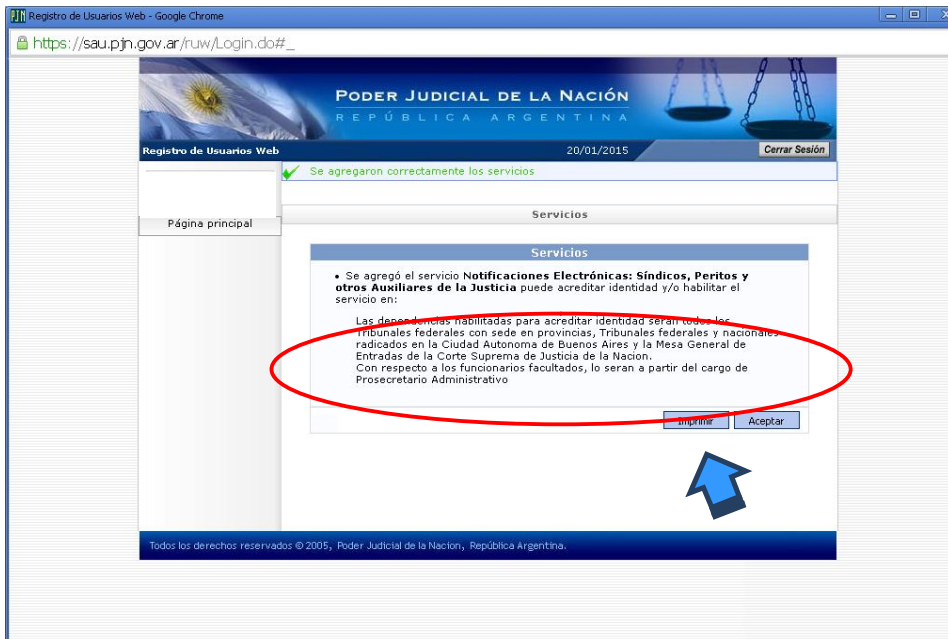 PJN Registro de Usuarios Web - Google Chrome
https://sau.pjn.gov.ar/ruw/Login.do#_
PODER JUDICIAL DE LA NACIÓN
REPÚBLICA ARGENTINA
Registro de Usuarios Web 20/01/2015 Cerrar Sesión
Se agregaron correctamente los servicios
Servicios
Página principal
Servicios
• Se agregó el servicio Notificaciones Electrónicas: Síndicos, Peritos y
otros Auxiliares de la Justicia puede acreditar identidad y/o habilitar el
servicio en:
Las dependencias habilitadas para acreditar identidad serán todos los
Tribunales federales con sede en provincias, Tribunales federales y nacionales
radicados en la Ciudad Autonoma de Buenos Aires y la Mesa General de
Entradas de la Corte Suprema de Justicia de la Nacion.
Con respecto a los funcionarios facultados, lo seran a partir del cargo de
Prosecretario Administrativo
Imprimir Aceptar
Todos los derechos reservados © 2005, Poder Judicial de la Nacion, República Argentina.